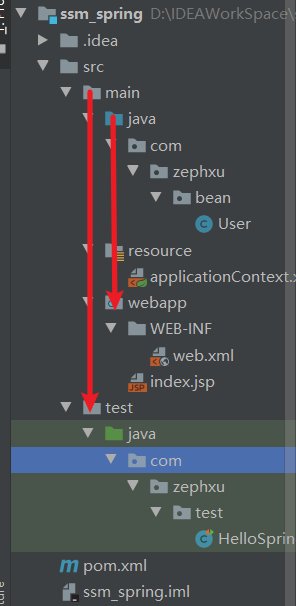 ssm_spring D:\IDEAWorkSpace\
.idea
src
main
java
com
zephxu
bean
User
resource
applicationContext.x
webapp
WEB-INF
web.xml
index.jsp
test
java
com
zephxu
test
HelloSprin
pom.xml
ssm_spring.iml